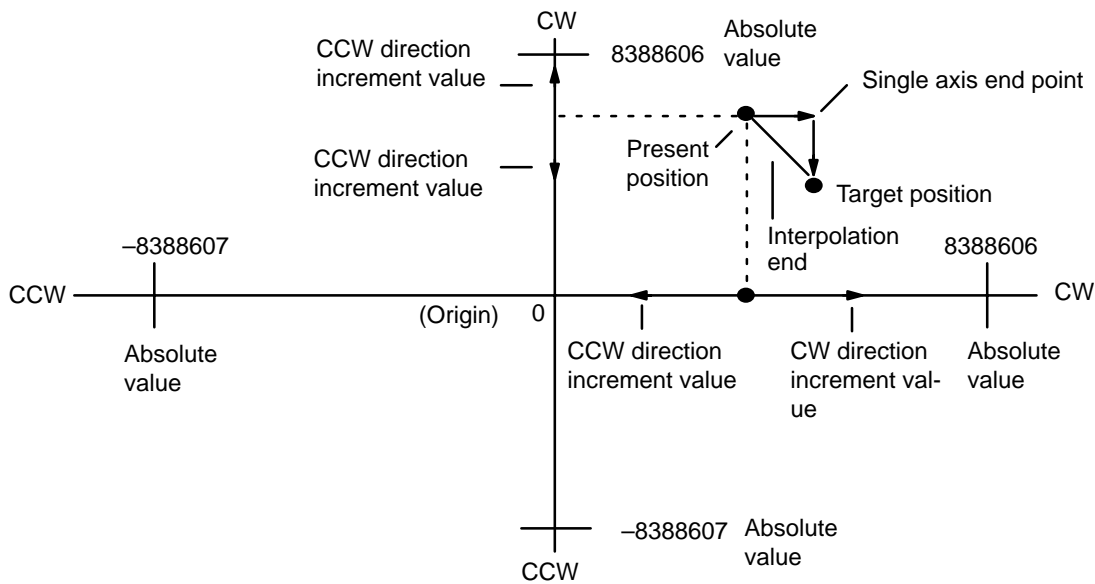 CW
CCW direction
increment value
8388606
Absolute
value
Single axis end point
CCW direction
increment value
Present
position
Target position
Interpolation
end
–8388607
8388606
CCW
(Origin)
0
CW
Absolute
value
CCW direction
increment value
CW direction
increment val-
ue
Absolute
value
–8388607
Absolute
value
CCW